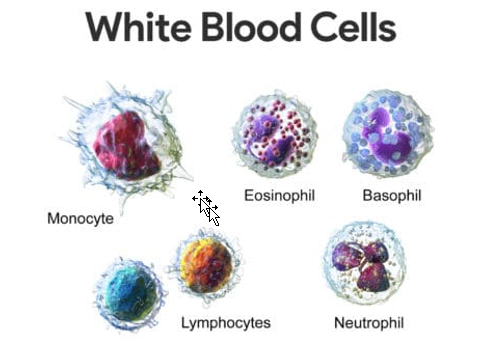 White Blood Cells
Eosinophil
Basophil
Monocyte
Lymphocytes
Neutrophil